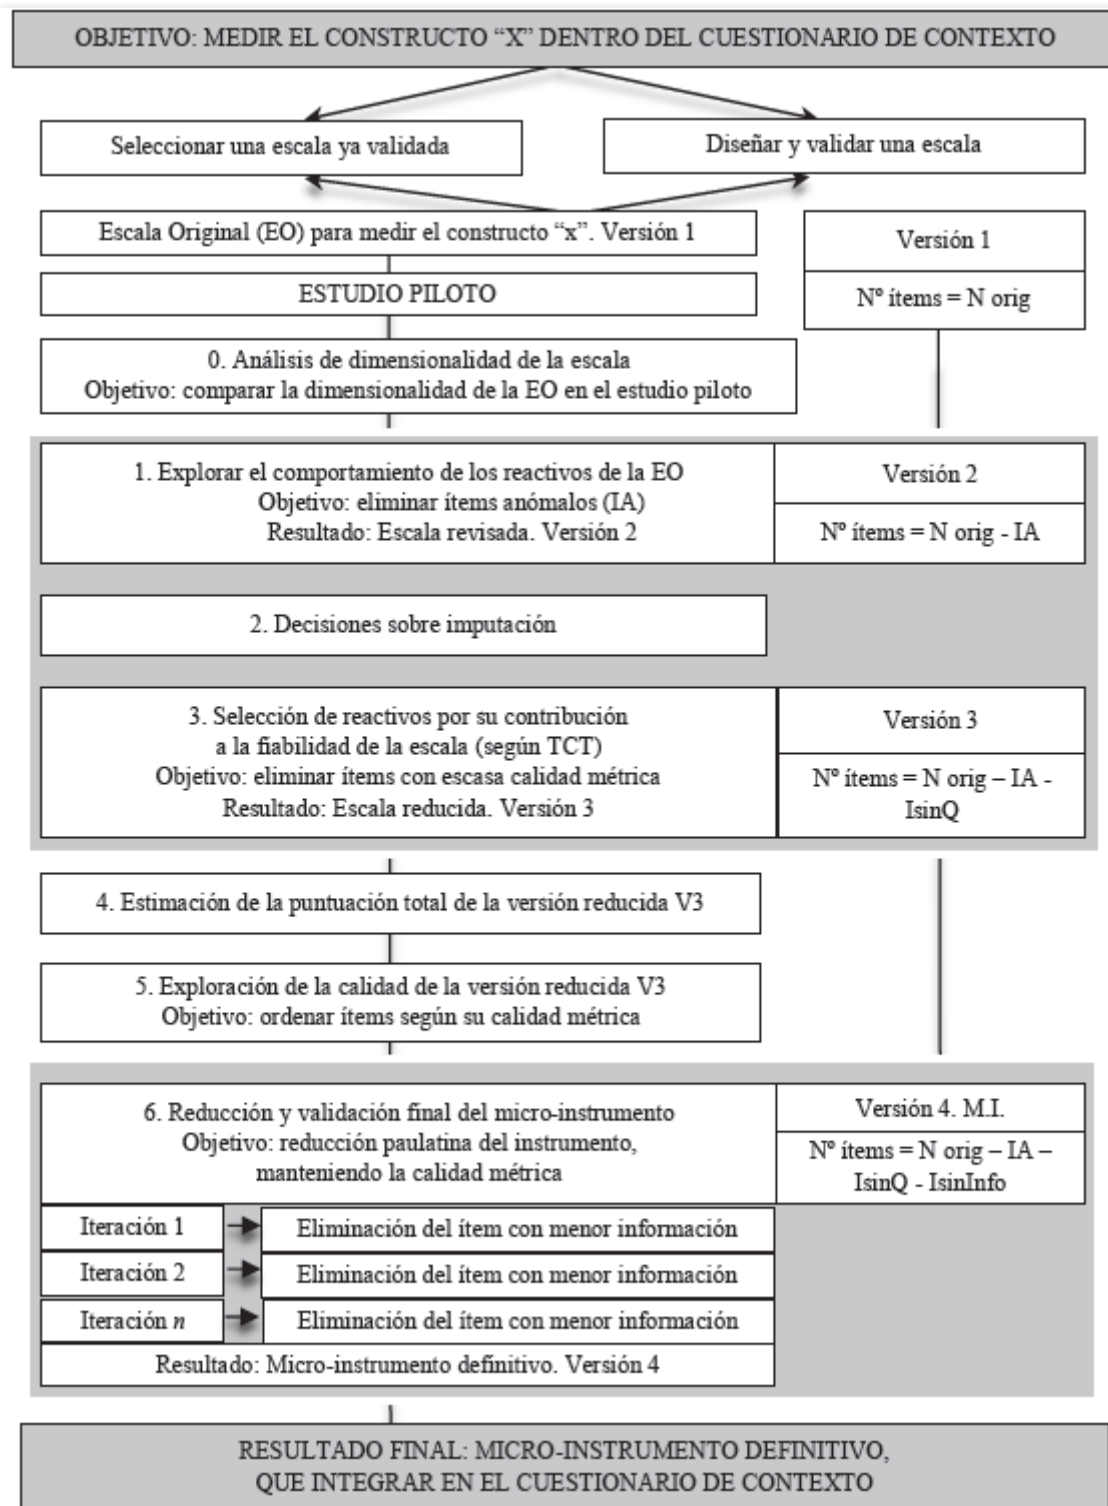 OBJETIVO: MEDIR EL CONSTRUCTO “X” DENTRO DEL CUESTIONARIO DE CONTEXTO
Seleccionar una escala ya validada
Diseñar y validar una escala
Escala Original (EO) para medir el constructo “x”. Versión 1
Versión 1
Nº ítems = N orig
ESTUDIO PILOTO
0. Análisis de dimensionalidad de la escala
Objetivo: comparar la dimensionalidad de la EO en el estudio piloto
1. Explorar el comportamiento de los reactivos de la EO
Objetivo: eliminar ítems anómalos (IA)
Resultado: Escala revisada. Versión 2
Versión 2
Nº ítems = N orig - IA
2. Decisiones sobre imputación
3. Selección de reactivos por su contribución
a la fiabilidad de la escala (según TCT)
Objetivo: eliminar ítems con escasa calidad métrica
Resultado: Escala reducida. Versión 3
Versión 3
Nº ítems = N orig – IA -
IsinQ
4. Estimación de la puntuación total de la versión reducida V3
5. Exploración de la calidad de la versión reducida V3
Objetivo: ordenar ítems según su calidad métrica
6. Reducción y validación final del micro-instrumento
Objetivo: reducción paulatina del instrumento,
manteniendo la calidad métrica
Versión 4. M.I.
Nº ítems = N orig – IA –
IsinQ - IsinInfo
Iteración 1
Eliminación del ítem con menor información
Iteración 2
Eliminación del ítem con menor información
Iteración n
Eliminación del ítem con menor información
Resultado: Micro-instrumento definitivo. Versión 4
RESULTADO FINAL: MICRO-INSTRUMENTO DEFINITIVO,
QUE INTEGRAR EN EL CUESTIONARIO DE CONTEXTO